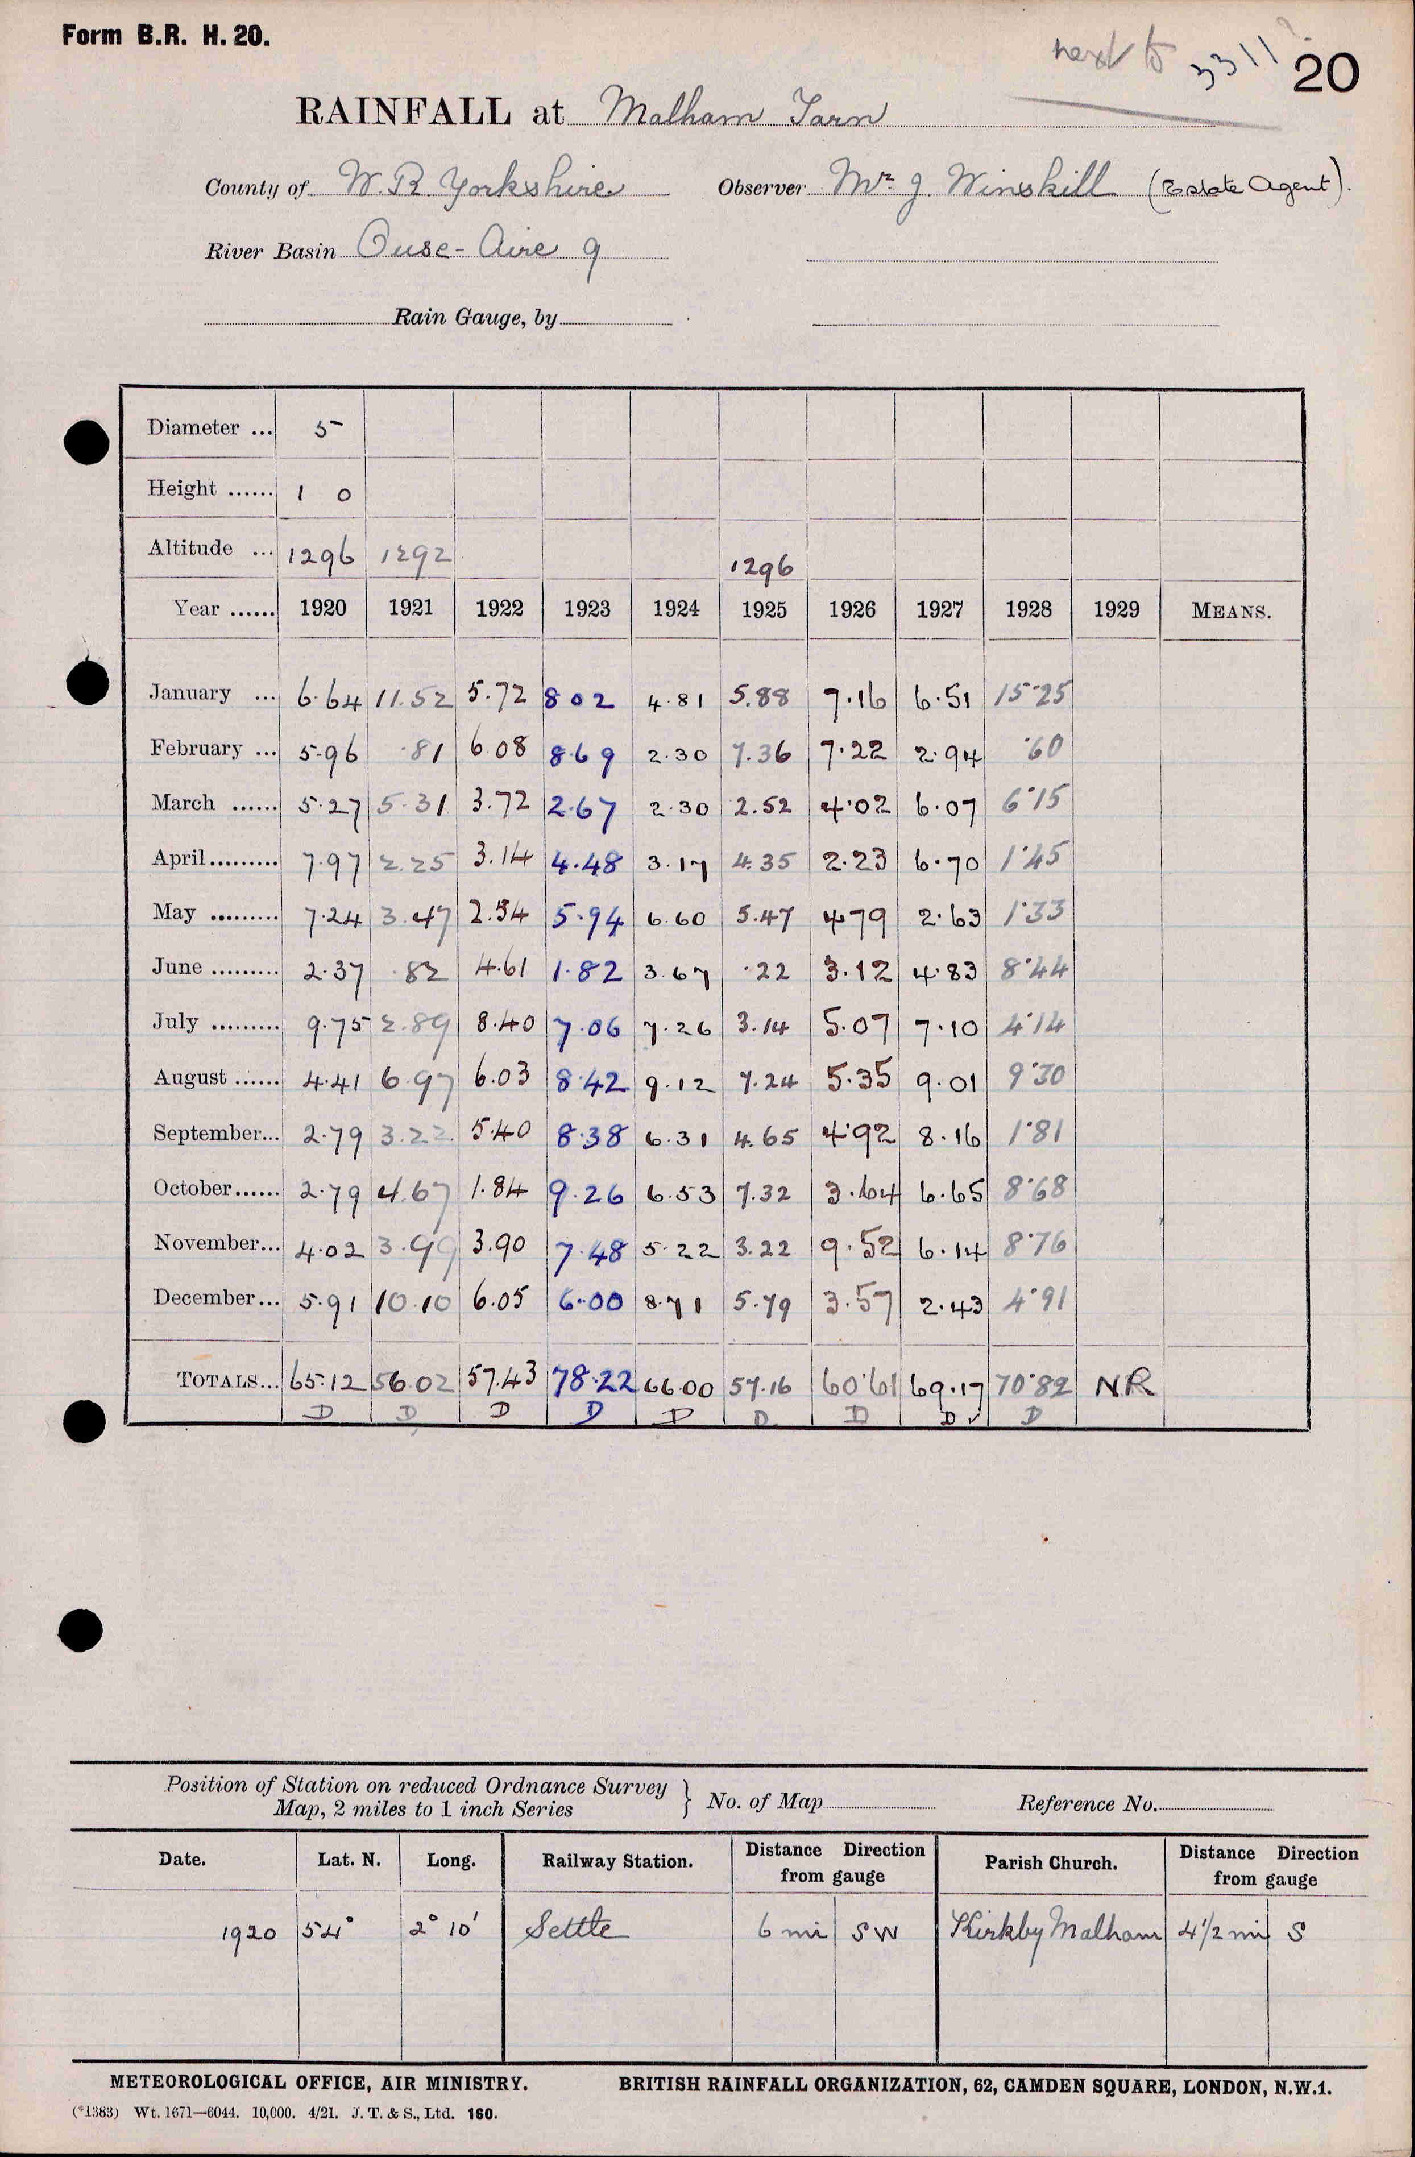 Form B.R. H. 20.
next to 3311?
20
RAINFALL at Malham Tarn
County of W. R. Yorkshire Observer Mr. J. Winskill (Estate Agent).
River Basin Ouse - Aire 9
Rain Gauge, by
Diameter ... 5
Height ...... 1 0
Altitude ... 1296 1292 1296
Year ...... 1920 1921 1922 1923 1924 1925 1926 1927 1928 1929 MEANS.
January ... 6.64 11.52 5.72 8 02 4.81 5.88 7.16 6.51 15.25
February ... 5.96 .81 6.08 8.69 2.30 7.36 7.22 2.94 .60
March ...... 5.27 5.31 3.72 2.67 2.30 2.52 4.02 6.07 6.15
April......... 7.97 2.25 3.14 4.48 3.17 4.35 2.23 6.70 1.45
May ......... 7.24 3.47 2.54 5.94 6.60 5.47 4.79 2.63 1.33
June ......... 2.37 .82 4.61 1.82 3.67 .22 3.12 4.83 8.44
July ......... 9.75 2.89 8.40 7.06 7.26 3.14 5.07 7.10 4.14
August ...... 4.41 6.97 6.03 8.42 9.12 7.24 5.35 9.01 9.30
September... 2.79 3.22 5.40 8.38 6.31 4.65 4.92 8.16 1.81
October...... 2.79 4.67 1.84 9.26 6.53 7.32 3.64 6.65 8.68
November... 4.02 3.99 3.90 7.48 5.22 3.22 9.52 6.14 8.76
December... 5.91 10.10 6.05 6.00 8.71 5.79 3.57 2.43 4.91
TOTALS... 65.12 56.02 57.43 78.22 66.00 57.16 60.61 69.17 70.82 NR
D D D D D D D D ✓ D
Position of Station on reduced Ordnance Survey
Map, 2 miles to 1 inch Series } No. of Map Reference No.
Date. Lat. N. Long. Railway Station. Distance Direction from gauge Parish Church. Distance Direction from gauge
1920 54° 2° 10' Settle 6 mi SW Kirkby Malham 4 1/2 mi S
METEOROLOGICAL OFFICE, AIR MINISTRY. BRITISH RAINFALL ORGANIZATION, 62, CAMDEN SQUARE, LONDON, N.W.1.
(*1383) Wt. 1671—6044. 10,000. 4/21. J. T. & S., Ltd. 160.